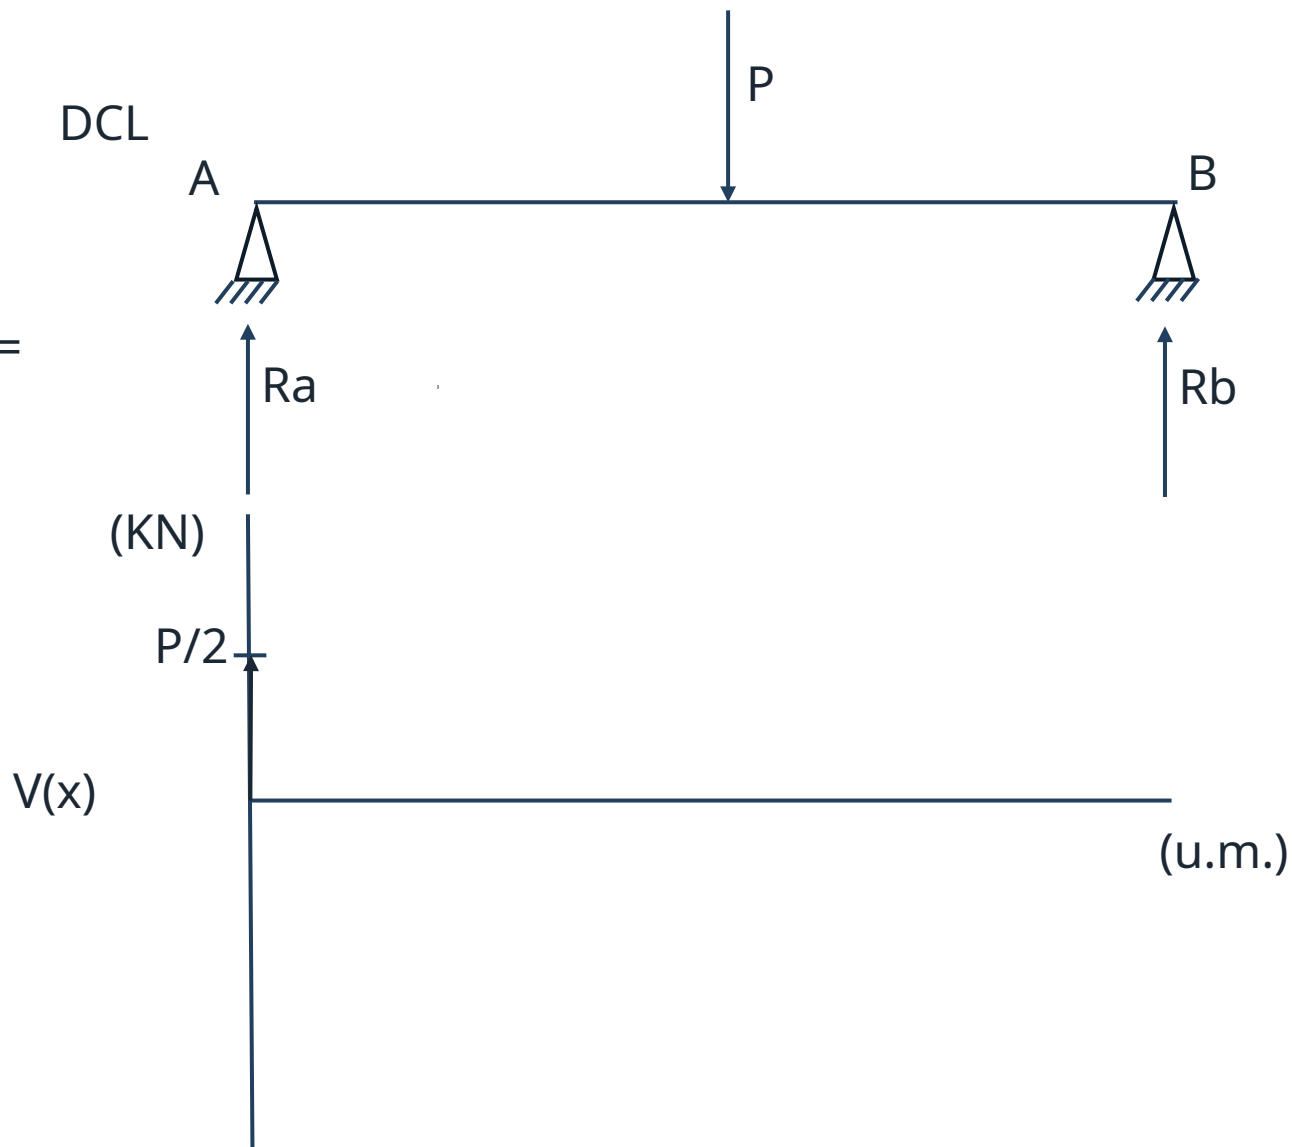 P
DCL
A
B
=
Ra
Rb
(KN)
P/2
V(x)
(u.m.)